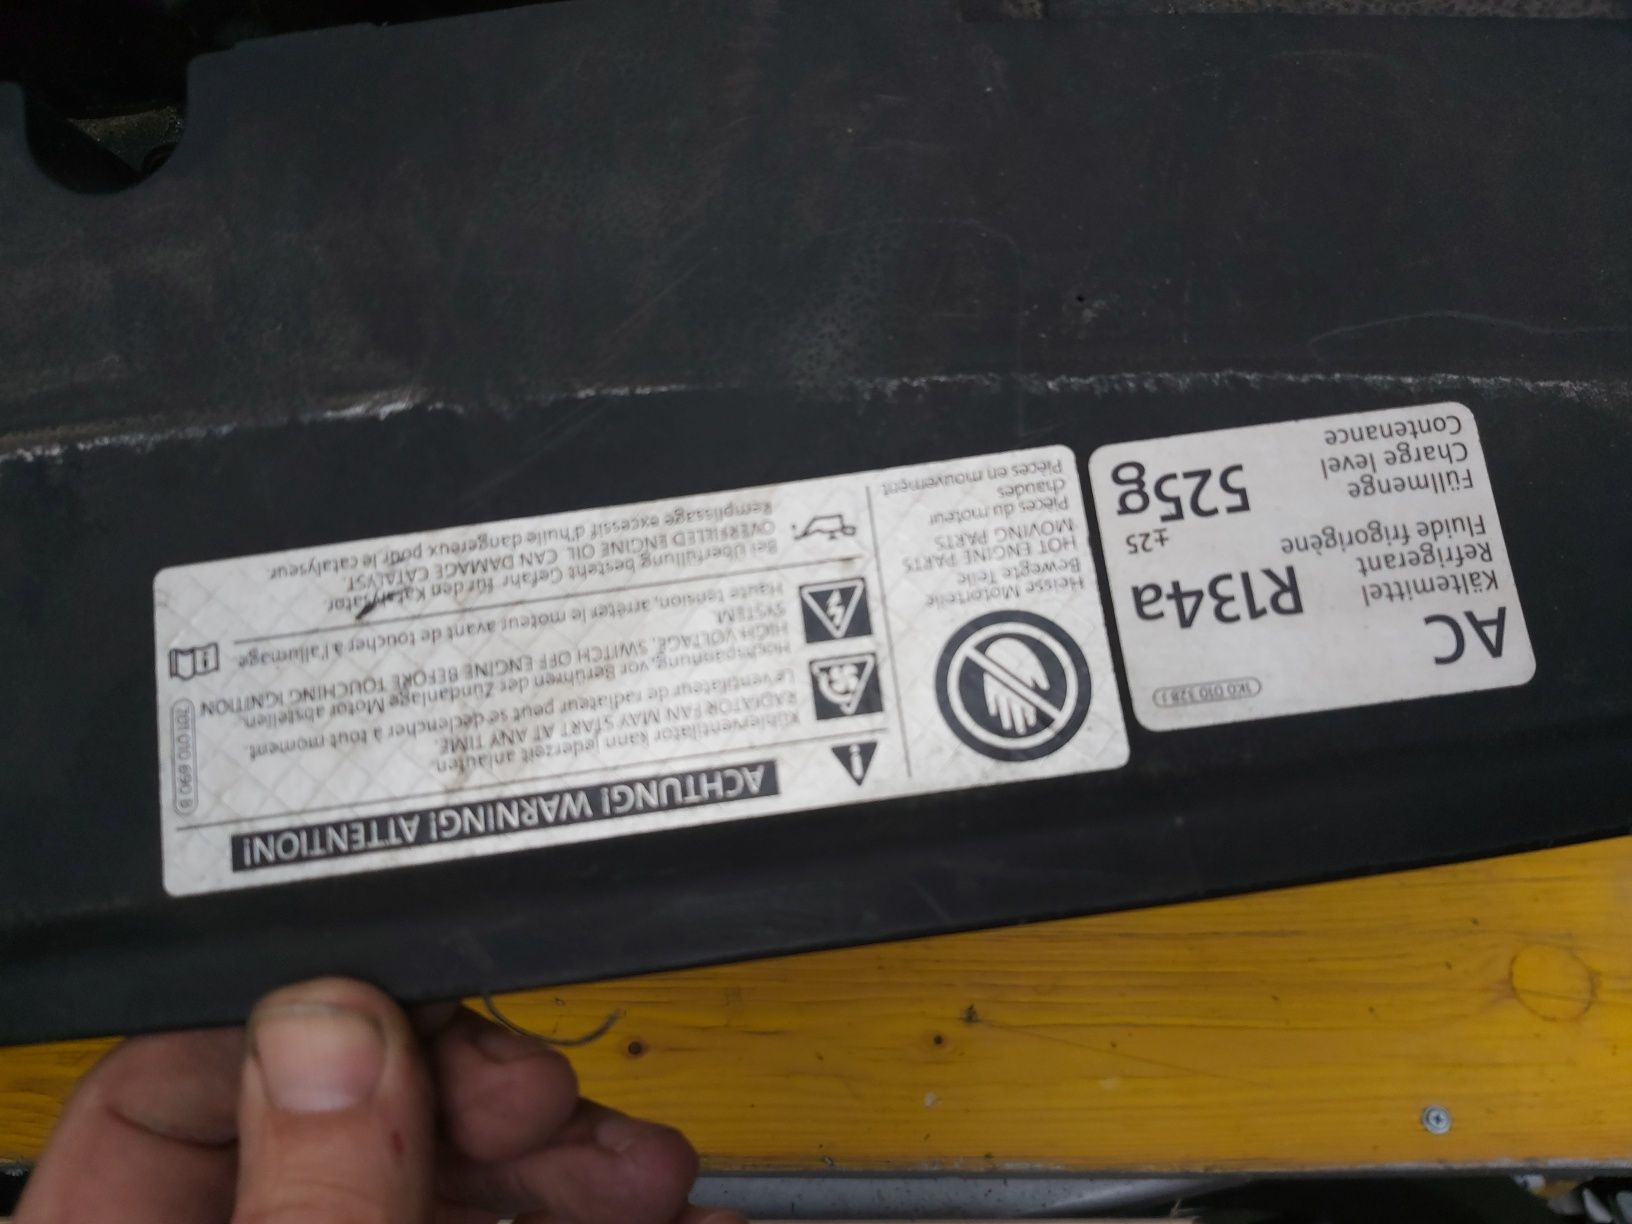 ACHTUNG! WARNING! ATTENTION!
Kühlerventilator kann jederzeit anlaufen.
RADIATOR FAN MAY START AT ANY TIME.
Le ventilateur de radiateur peut se déclencher à tout moment.
Hochspannung, vor Berühren der Zündanlage Motor abstellen.
HIGH VOLTAGE, SWITCH OFF ENGINE BEFORE TOUCHING IGNITION
SYSTEM.
Haute tension, arrêter le moteur avant de toucher à l'allumage.
Bei Überfüllung besteht Gefahr für den Katalysator.
OVERFILLED ENGINE OIL CAN DAMAGE CATALYST.
Remplissage excessif d'huile dangereux pour le catalyseur.
Heisse Motorteile
Bewegte Teile
HOT ENGINE PARTS
MOVING PARTS
Pièces du moteur
chaudes
Pièces en mouvement
1K0 010 328 J
AC
Kältemittel
Refrigerant
Fluide frigorigène
R134a
Füllmenge
Charge level
Contenance
±25
525g